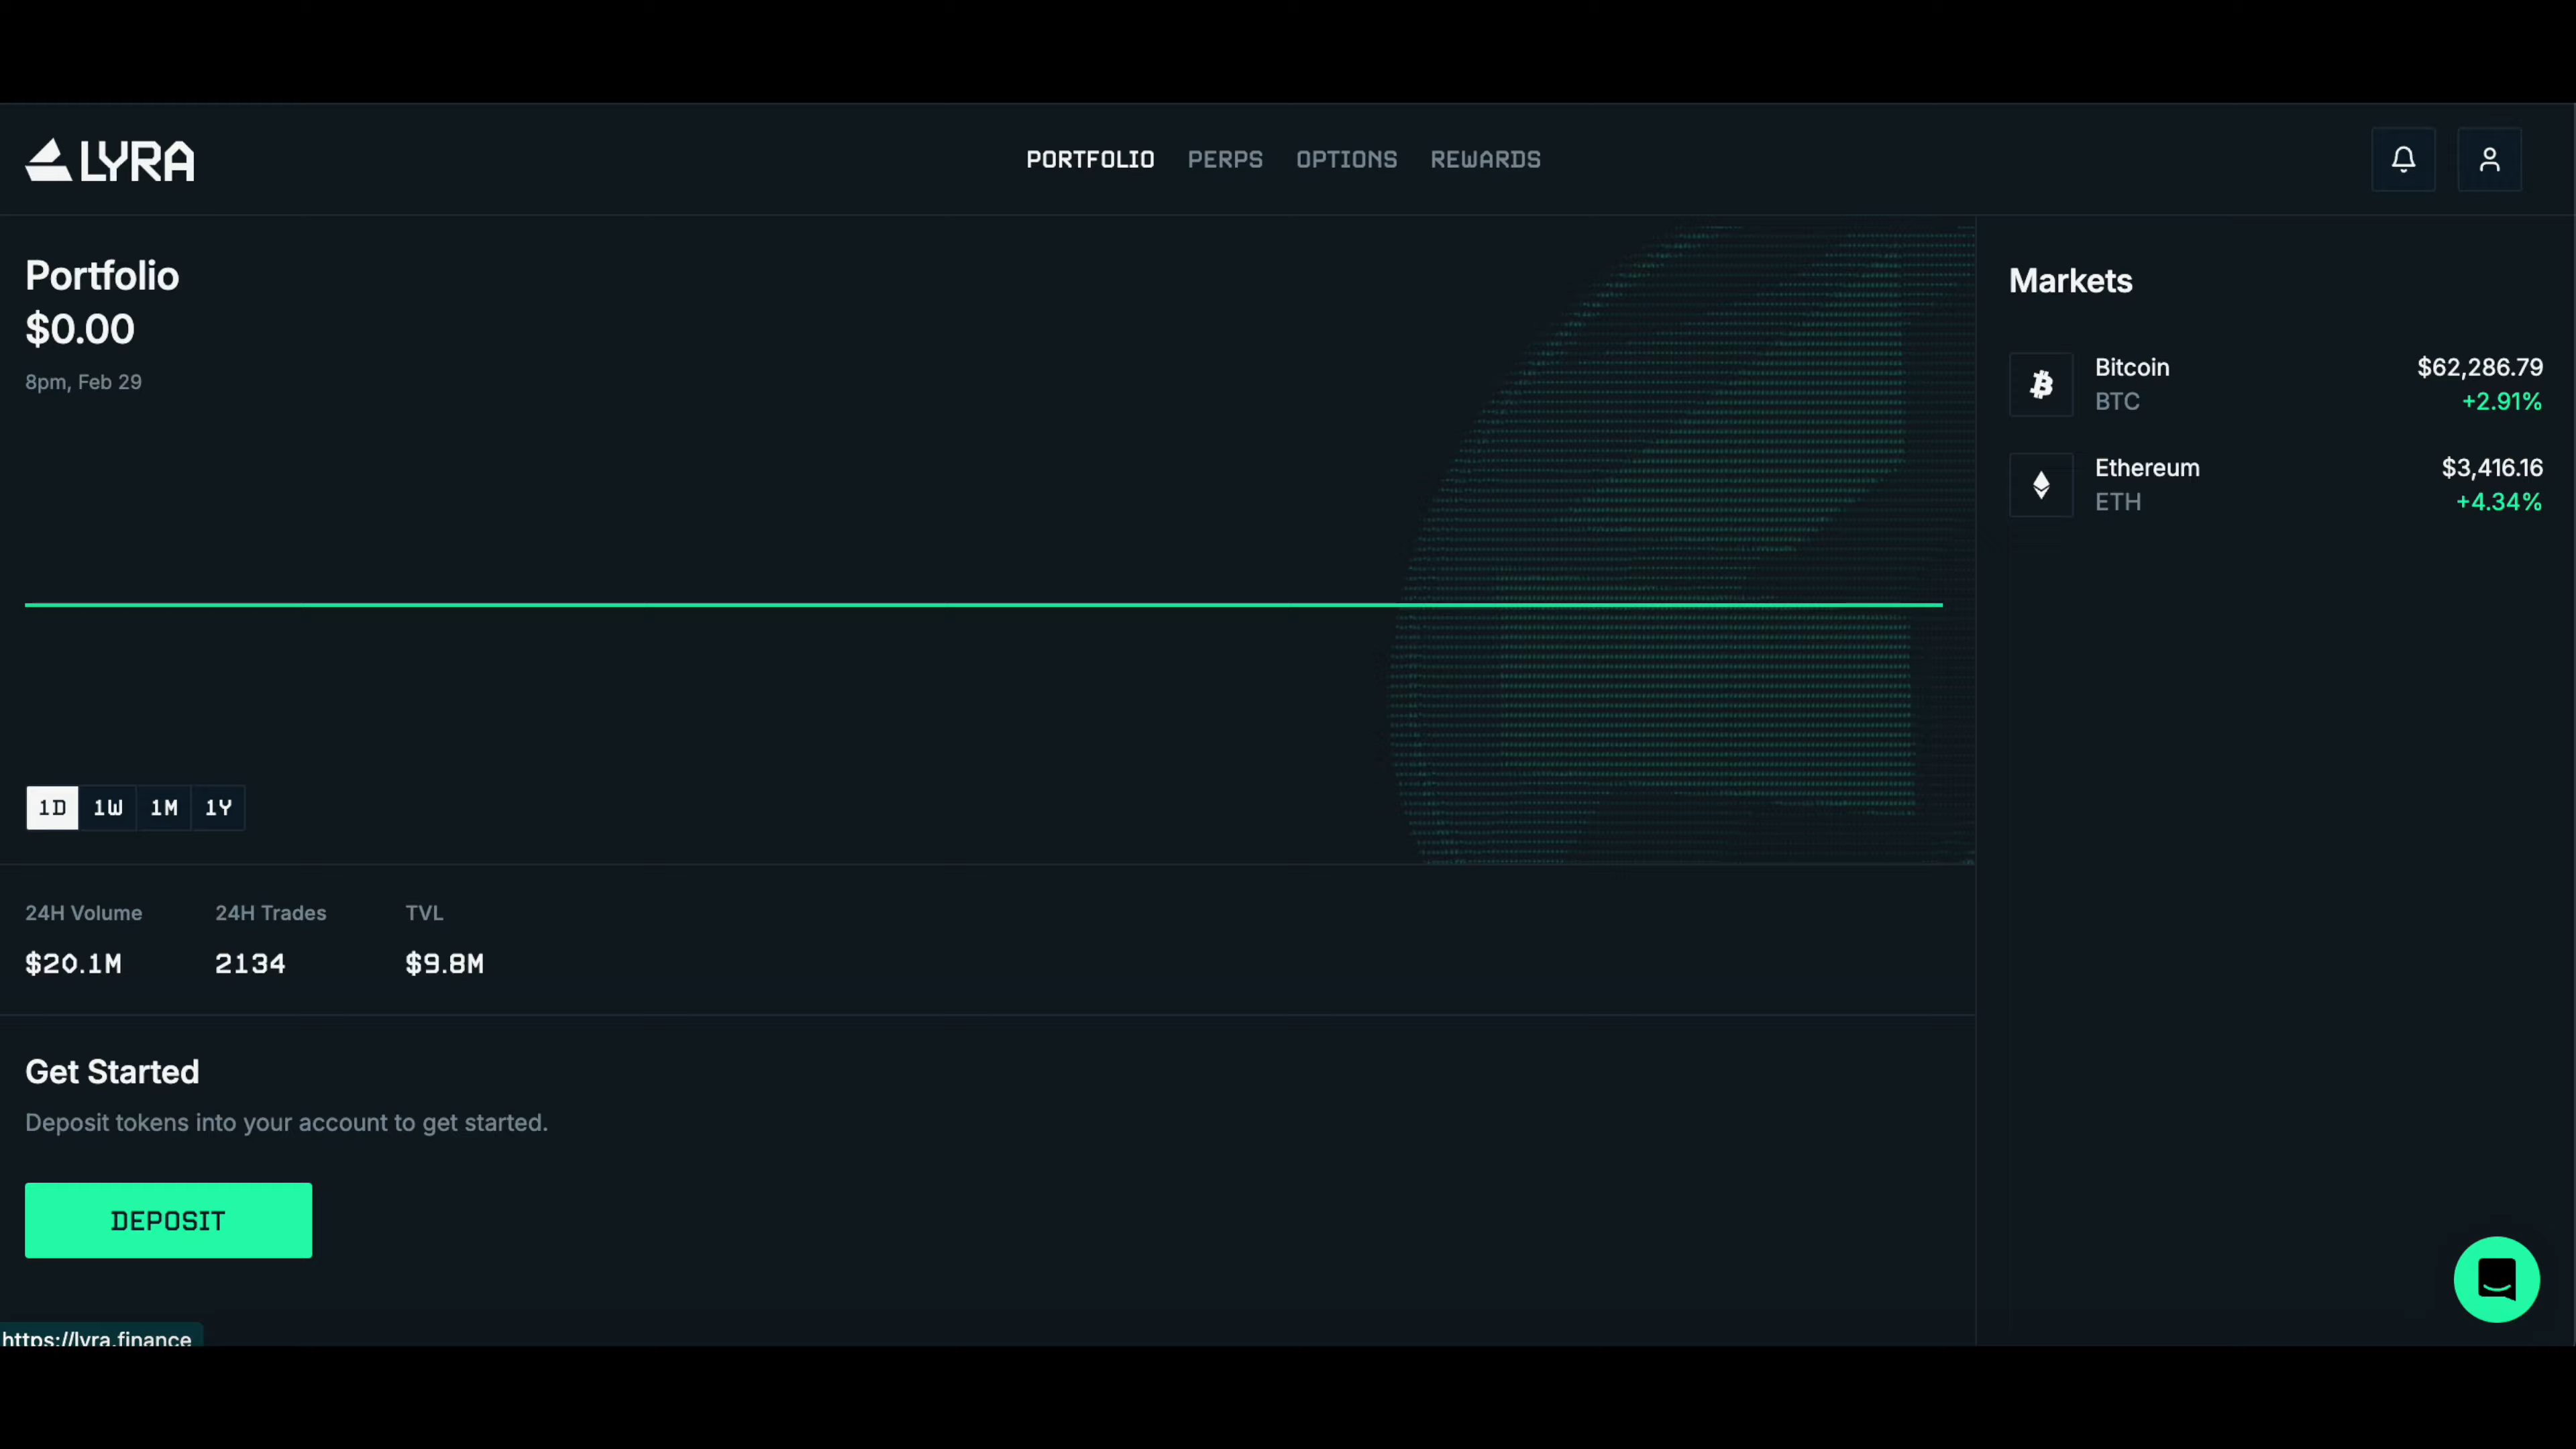 LYRA
PORTFOLIO PERPS OPTIONS REWARDS
Portfolio
$0.00
8pm, Feb 29
1D 1W 1M 1Y
24H Volume 24H Trades TVL
$20.1M 2134 $9.8M
Get Started
Deposit tokens into your account to get started.
DEPOSIT
https://lyra.finance
Markets
Bitcoin $62,286.79
BTC +2.91%
Ethereum $3,416.16
ETH +4.34%